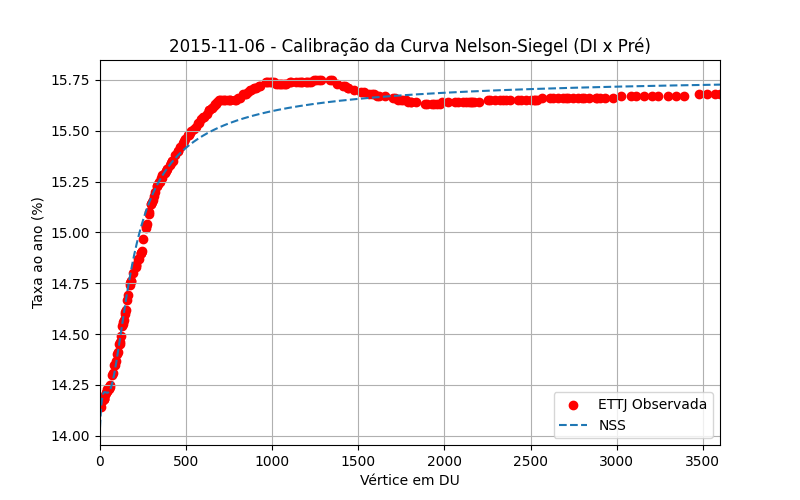 2015-11-06 - Calibração da Curva Nelson-Siegel (DI x Pré)
Taxa ao ano (%)
15.75
15.50
15.25
15.00
14.75
14.50
14.25
14.00
0 500 1000 1500 2000 2500 3000 3500
Vértice em DU
ETTJ Observada
NSS